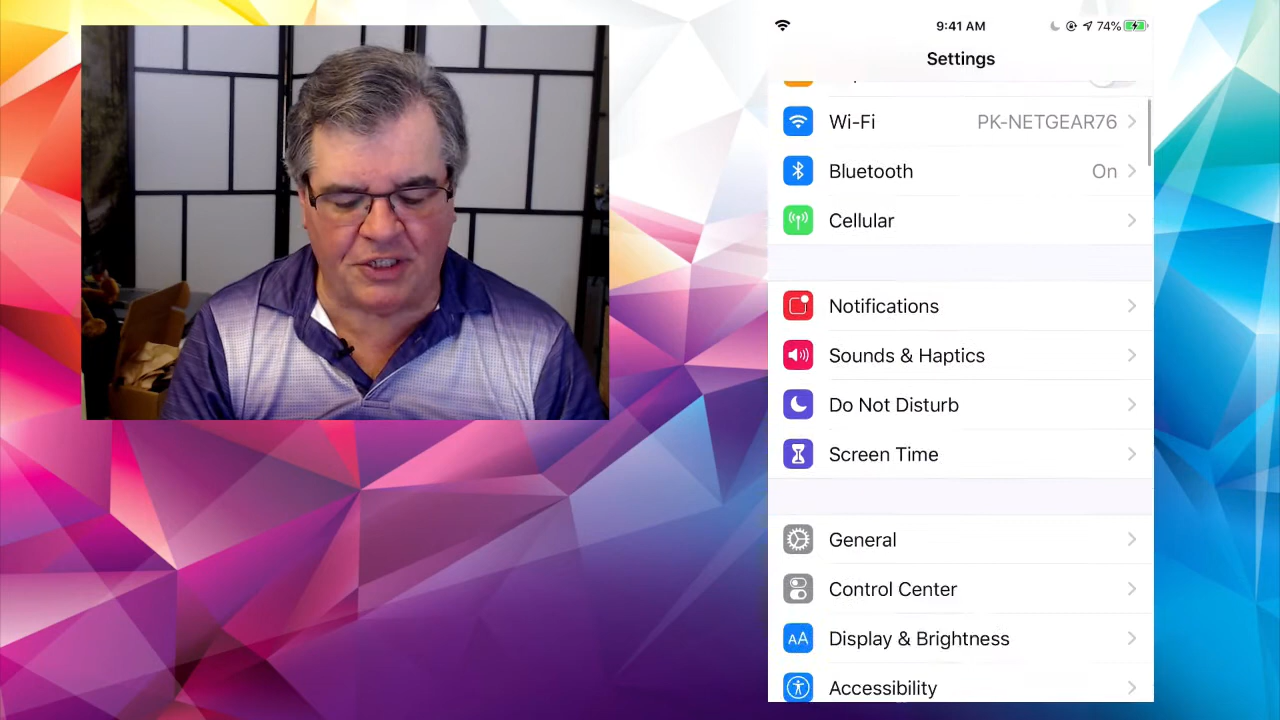 9:41 AM 74%
Settings
Wi-Fi PK-NETGEAR76
Bluetooth On
Cellular
Notifications
Sounds & Haptics
Do Not Disturb
Screen Time
General
Control Center
AA Display & Brightness
Accessibility